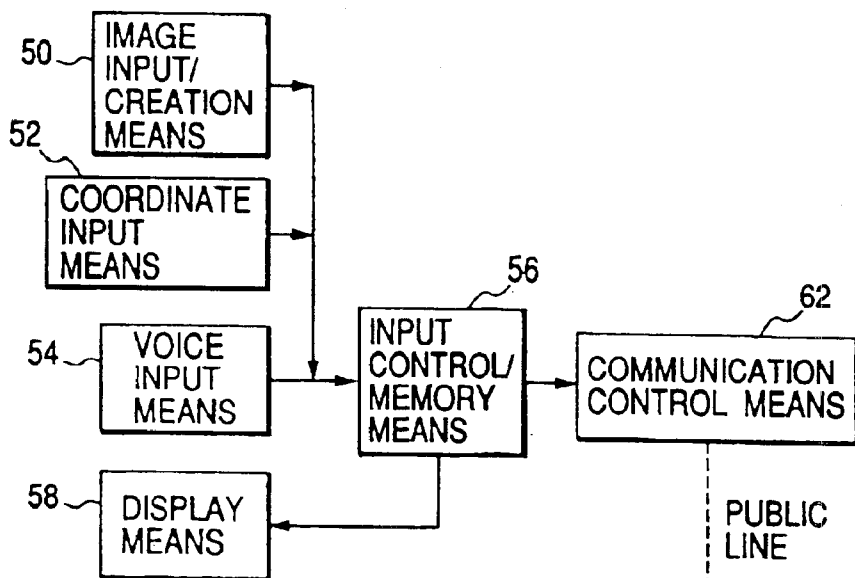 50
IMAGE
INPUT/
CREATION
MEANS
52
COORDINATE
INPUT
MEANS
54
VOICE
INPUT
MEANS
56
INPUT
CONTROL/
MEMORY
MEANS
62
COMMUNICATION
CONTROL MEANS
58
DISPLAY
MEANS
PUBLIC
LINE